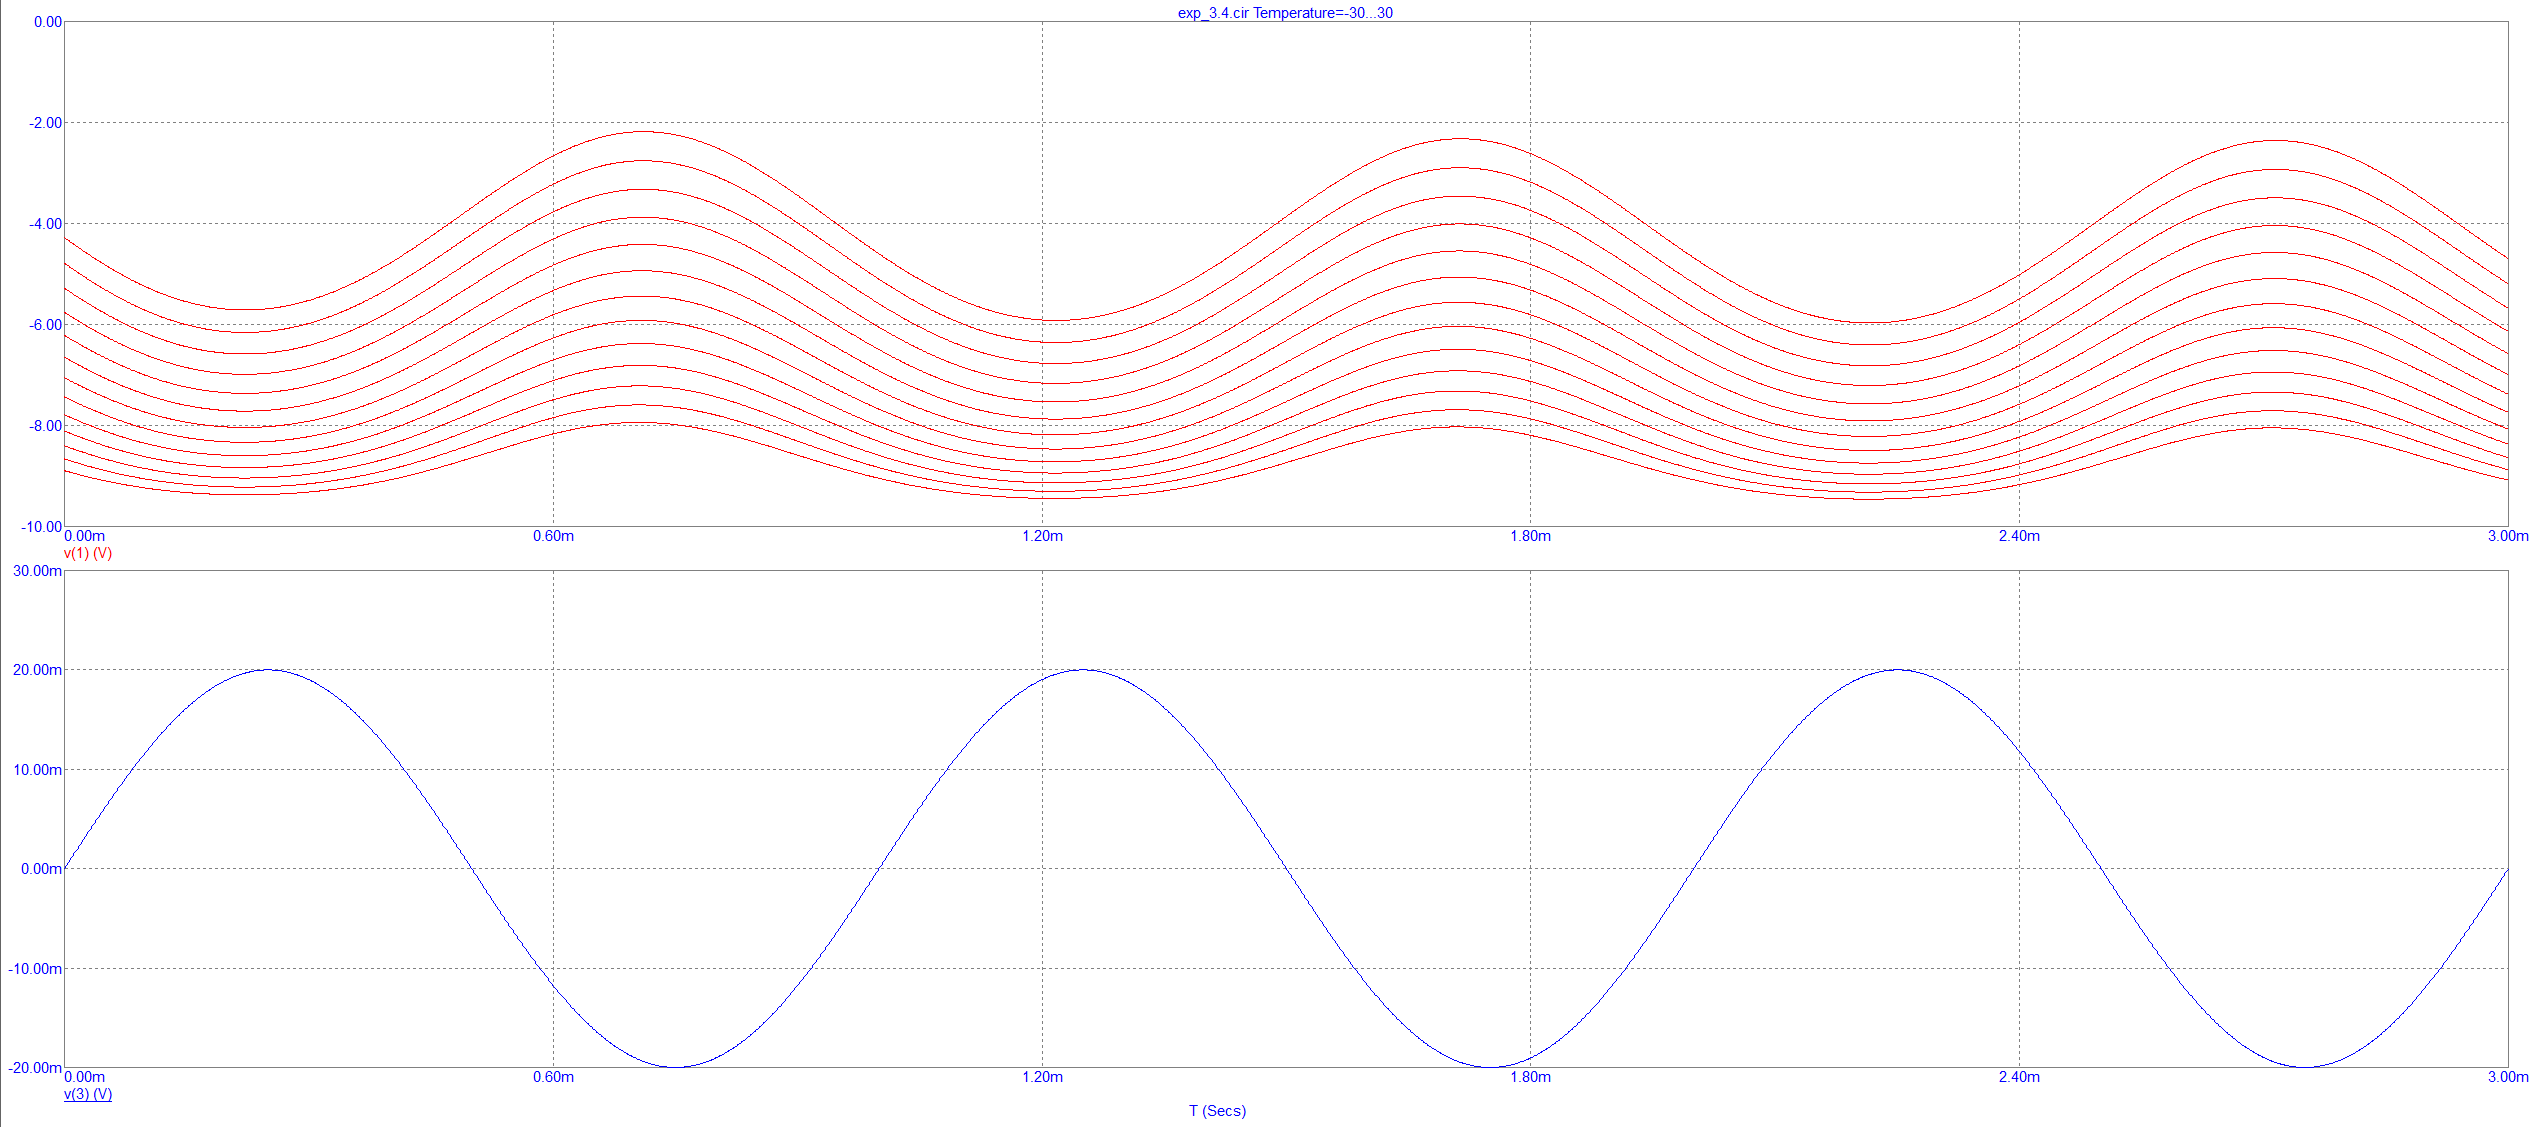 exp_3.4.cir Temperature=-30...30
0.00
-2.00
-4.00
-6.00
-8.00
-10.00
0.00m 0.60m 1.20m 1.80m 2.40m 3.00m
v(1) (V)
30.00m
20.00m
10.00m
0.00m
-10.00m
-20.00m
0.00m 0.60m 1.20m 1.80m 2.40m 3.00m
v(3) (V)
T (Secs)